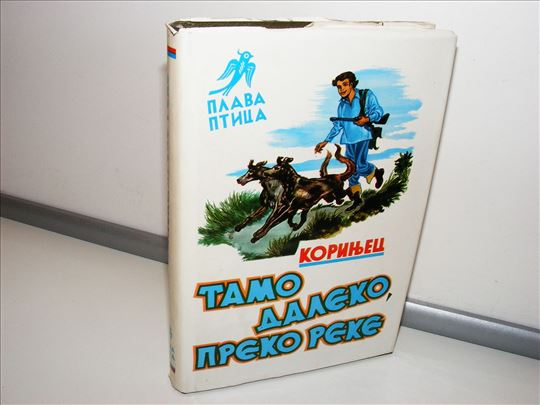 ПЛАВА
ПТИЦА
КОРИЊЕЦ
ТАМО
ДАЛЕКО,
ПРЕКО РЕКЕ